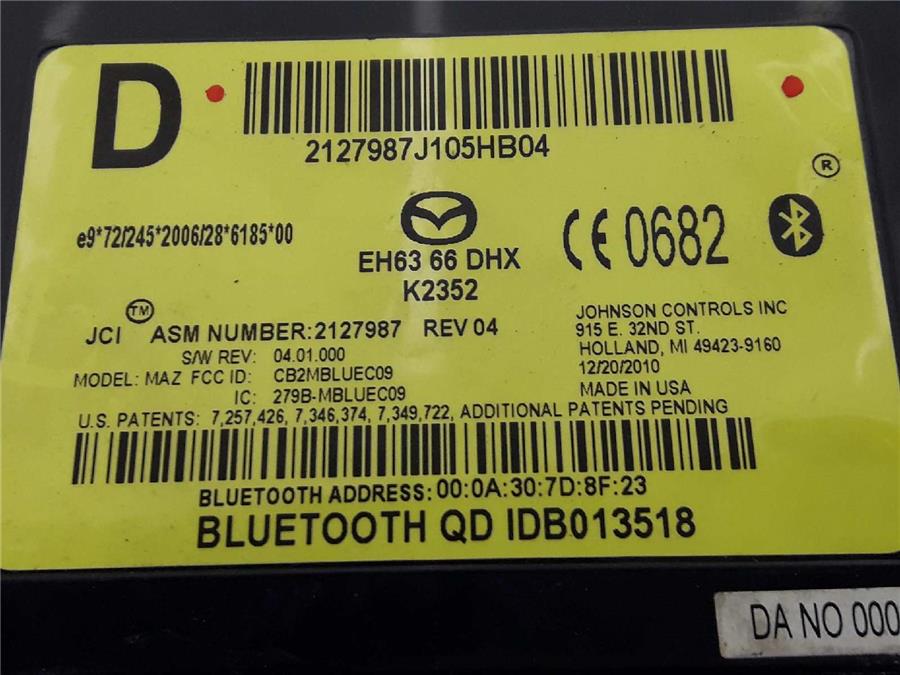 D
2127987J105HB04
®
e9*72/245*2006/28*6185*00
EH63 66 DHX
K2352
CE 0682
JCI ™ ASM NUMBER: 2127987 REV 04
S/W REV: 04.01.000
MODEL: MAZ FCC ID: CB2MBLUEC09
IC: 279B-MBLUEC09
JOHNSON CONTROLS INC
915 E. 32ND ST.
HOLLAND, MI 49423-9160
12/20/2010
MADE IN USA
U.S. PATENTS: 7,257,426, 7,346,374, 7,349,722, ADDITIONAL PATENTS PENDING
BLUETOOTH ADDRESS: 00:0A:30:7D:8F:23
BLUETOOTH QD IDB013518
DA NO 000